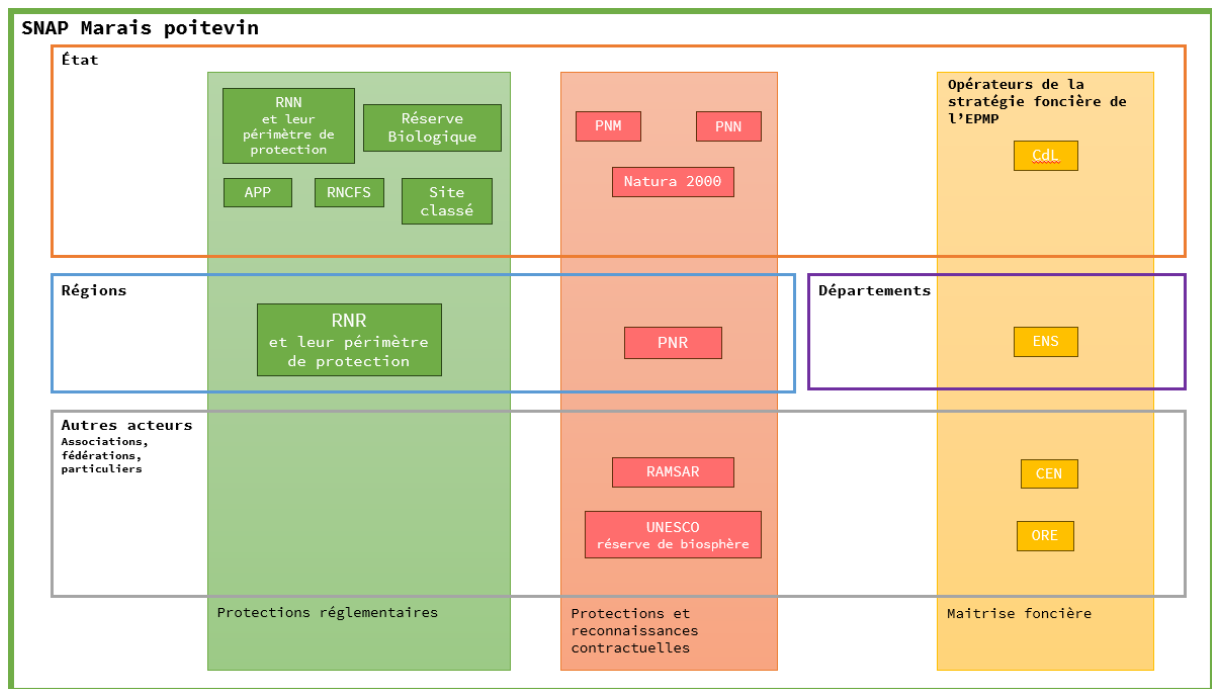 SNAP Marais poitevin
État
RNN
et leur
périmètre de
protection
Réserve
Biologique
APP
RNCFS
Site
classé
PNM
PNN
Natura 2000
Opérateurs de la
stratégie foncière de
l'EPMP
CdL
Régions
RNR
et leur périmètre
de protection
PNR
Départements
ENS
Autres acteurs
Associations,
fédérations,
particuliers
RAMSAR
UNESCO
réserve de biosphère
CEN
ORE
Protections réglementaires
Protections et
reconnaissances
contractuelles
Maitrise foncière